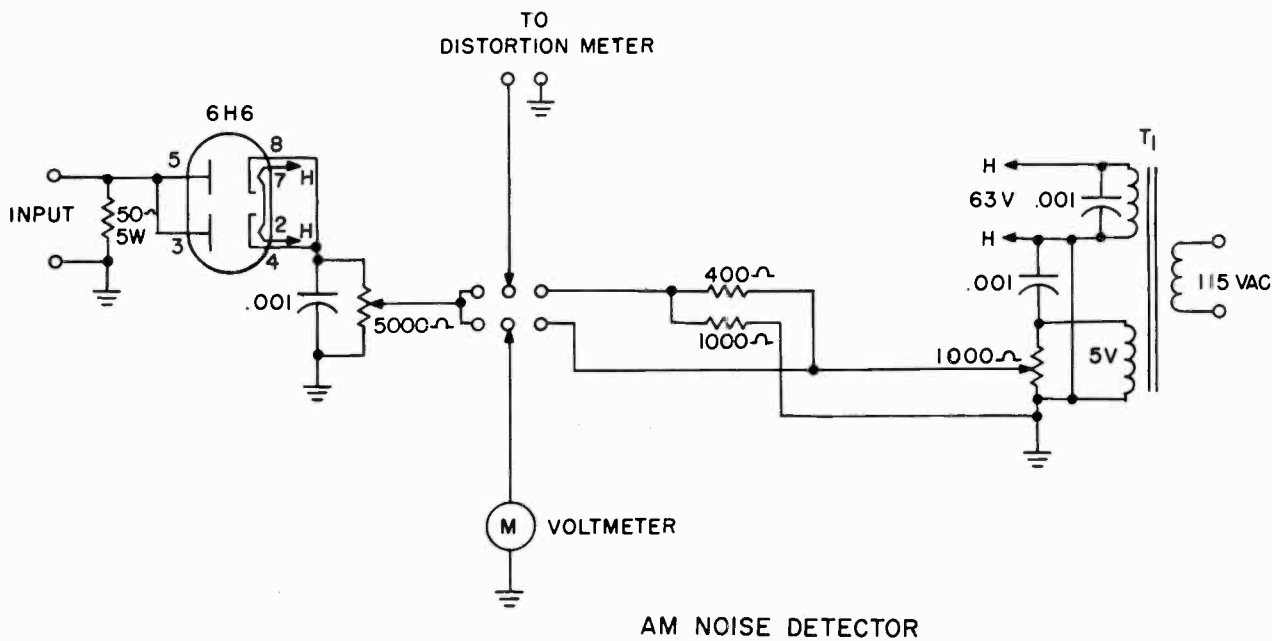 TO
DISTORTION METER
6H6
5
8
7
H
INPUT
50Ω
5W
3
2
H
4
.001
5000Ω
400Ω
1000Ω
M
VOLTMETER
T1
H
63V
.001
H
.001
1000Ω
5V
115 VAC
AM NOISE DETECTOR